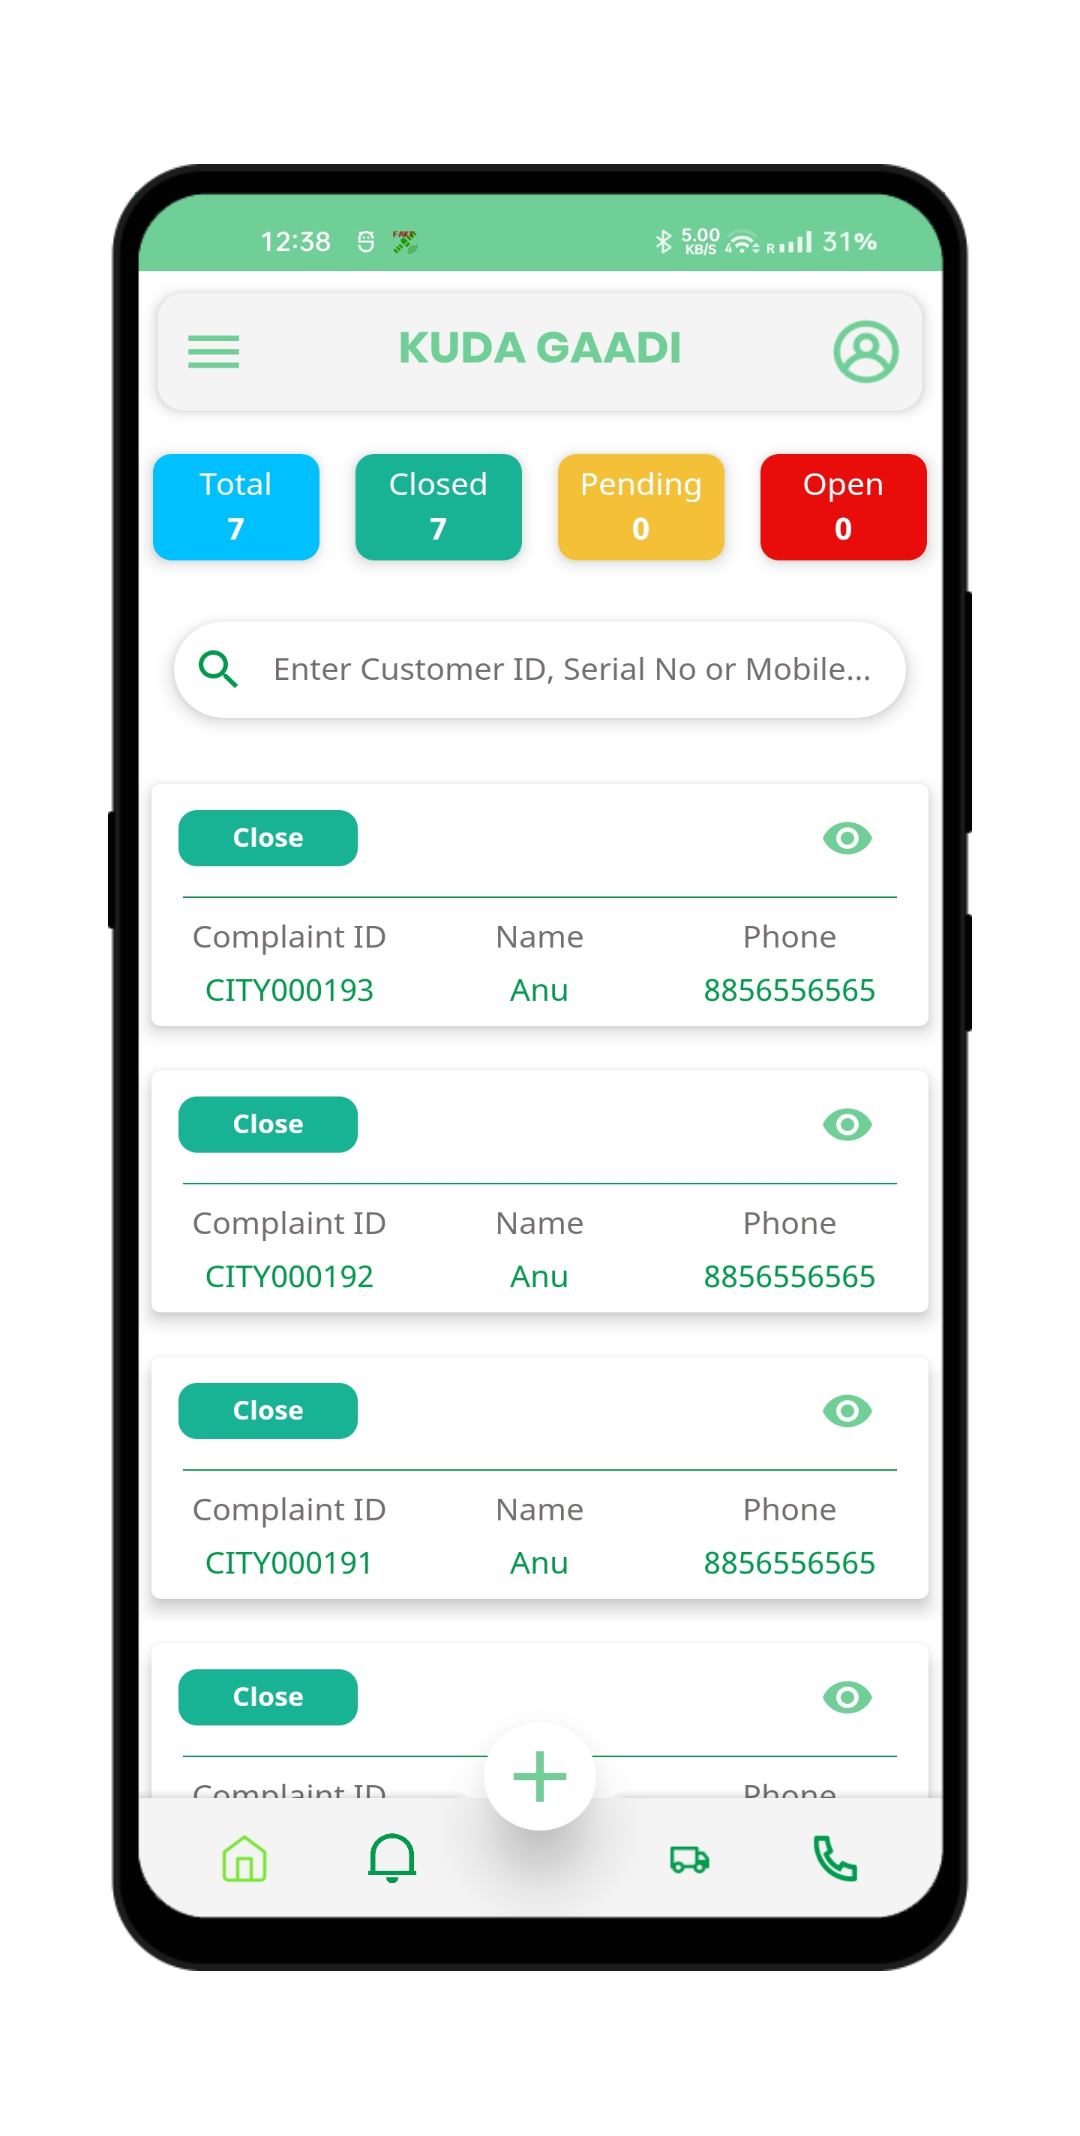 12:38 FAKE 5.00 KB/S 4 R 31%
KUDA GAADI
Total Closed Pending Open
7 7 0 0
Enter Customer ID, Serial No or Mobile...
Close
Complaint ID Name Phone
CITY000193 Anu 8856556565
Close
Complaint ID Name Phone
CITY000192 Anu 8856556565
Close
Complaint ID Name Phone
CITY000191 Anu 8856556565
Close
Complaint ID Phone